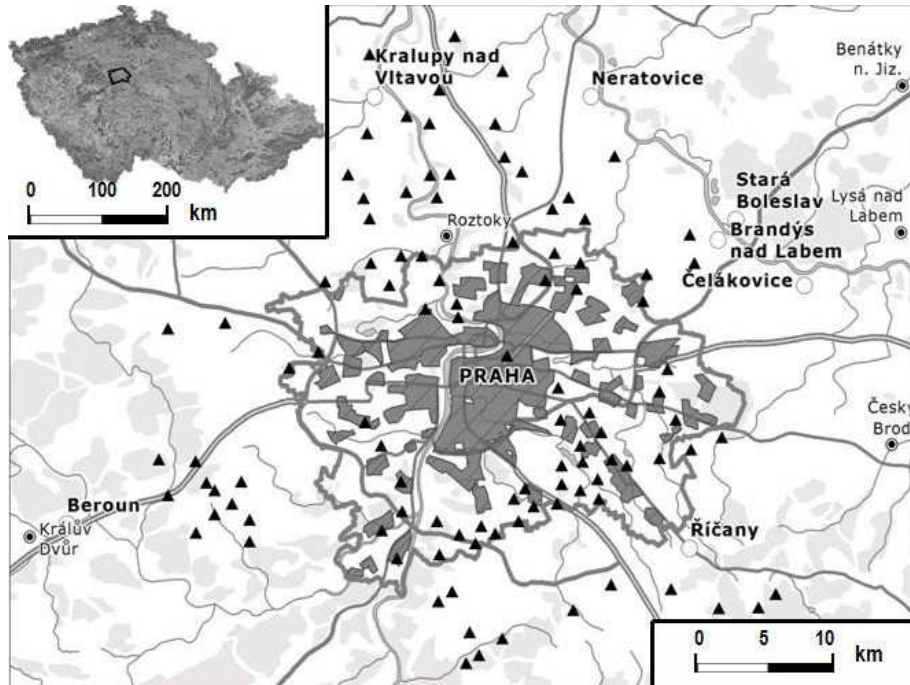 0 100 200
km
Kralupy nad
Vltavou
Neratovice
Benátky
n. Jiz.
Stará
Boleslav
Lysá nad
Labem
Brandýs
nad Labem
Roztoky
Čelákovice
PRAHA
Český
Brod
Beroun
Králův
Dvůr
Říčany
0 5 10
km